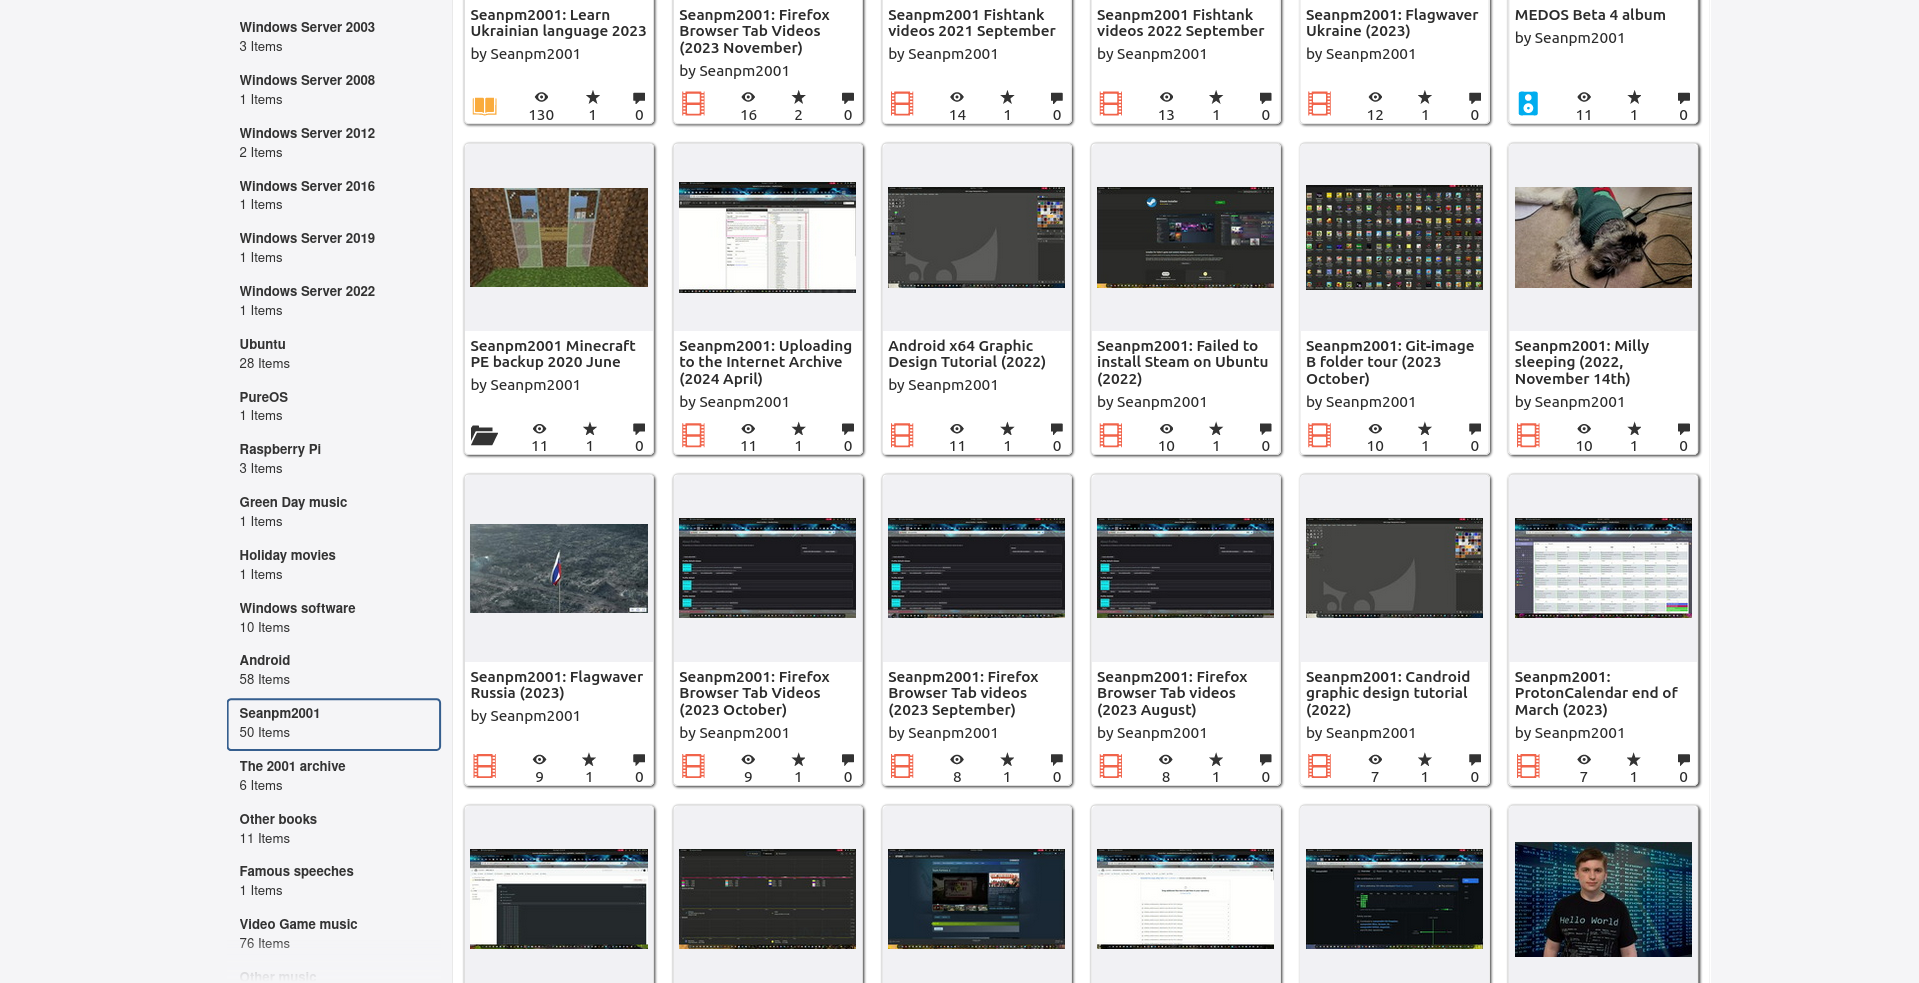 Windows Server 2003
3 Items
Windows Server 2008
1 Items
Windows Server 2012
2 Items
Windows Server 2016
1 Items
Windows Server 2019
1 Items
Windows Server 2022
1 Items
Ubuntu
28 Items
PureOS
1 Items
Raspberry Pi
3 Items
Green Day music
1 Items
Holiday movies
1 Items
Windows software
10 Items
Android
58 Items
Seanpm2001
50 Items
The 2001 archive
6 Items
Other books
11 Items
Famous speeches
1 Items
Video Game music
76 Items
Other music
Seanpm2001: Learn
Ukrainian language 2023
by Seanpm2001
130 1 0
Seanpm2001: Firefox
Browser Tab Videos
(2023 November)
by Seanpm2001
16 2 0
Seanpm2001 Fishtank
videos 2021 September
by Seanpm2001
14 1 0
Seanpm2001 Fishtank
videos 2022 September
by Seanpm2001
13 1 0
Seanpm2001: Flagwaver
Ukraine (2023)
by Seanpm2001
12 1 0
MEDOS Beta 4 album
by Seanpm2001
11 1 0
Seanpm2001 Minecraft
PE backup 2020 June
by Seanpm2001
11 1 0
Seanpm2001: Uploading
to the Internet Archive
(2024 April)
by Seanpm2001
11 1 0
Android x64 Graphic
Design Tutorial (2022)
by Seanpm2001
11 1 0
Seanpm2001: Failed to
install Steam on Ubuntu
(2022)
by Seanpm2001
10 1 0
Seanpm2001: Git-image
B folder tour (2023
October)
by Seanpm2001
10 1 0
Seanpm2001: Milly
sleeping (2022,
November 14th)
by Seanpm2001
10 1 0
Seanpm2001: Flagwaver
Russia (2023)
by Seanpm2001
9 1 0
Seanpm2001: Firefox
Browser Tab Videos
(2023 October)
by Seanpm2001
9 1 0
Seanpm2001: Firefox
Browser Tab videos
(2023 September)
by Seanpm2001
8 1 0
Seanpm2001: Firefox
Browser Tab videos
(2023 August)
by Seanpm2001
8 1 0
Seanpm2001: Candroid
graphic design tutorial
(2022)
by Seanpm2001
7 1 0
Seanpm2001:
ProtonCalendar end of
March (2023)
by Seanpm2001
7 1 0
Hello World